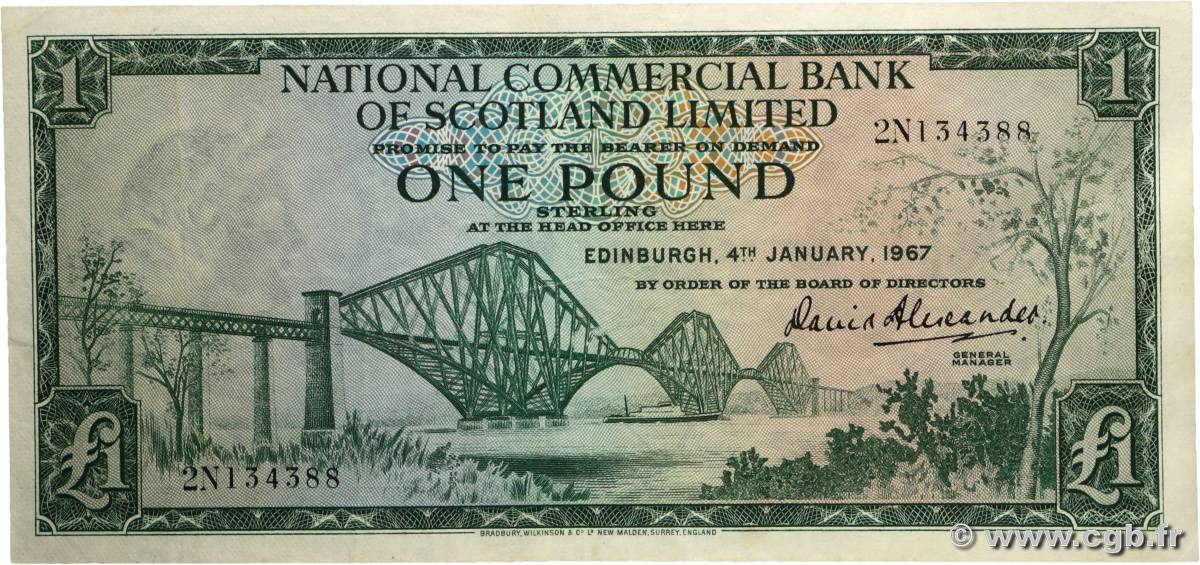 1
1
NATIONAL COMMERCIAL BANK
OF SCOTLAND LIMITED
2N134388
PROMISE TO PAY THE BEARER ON DEMAND
ONE POUND
STERLING
AT THE HEAD OFFICE HERE
EDINBURGH, 4TH JANUARY, 1967
BY ORDER OF THE BOARD OF DIRECTORS
David Alexander.
GENERAL
MANAGER
£1
£1
2N134388
BRADBURY, WILKINSON & Co Ld NEW MALDEN, SURREY, ENGLAND
© www.cgb.fr